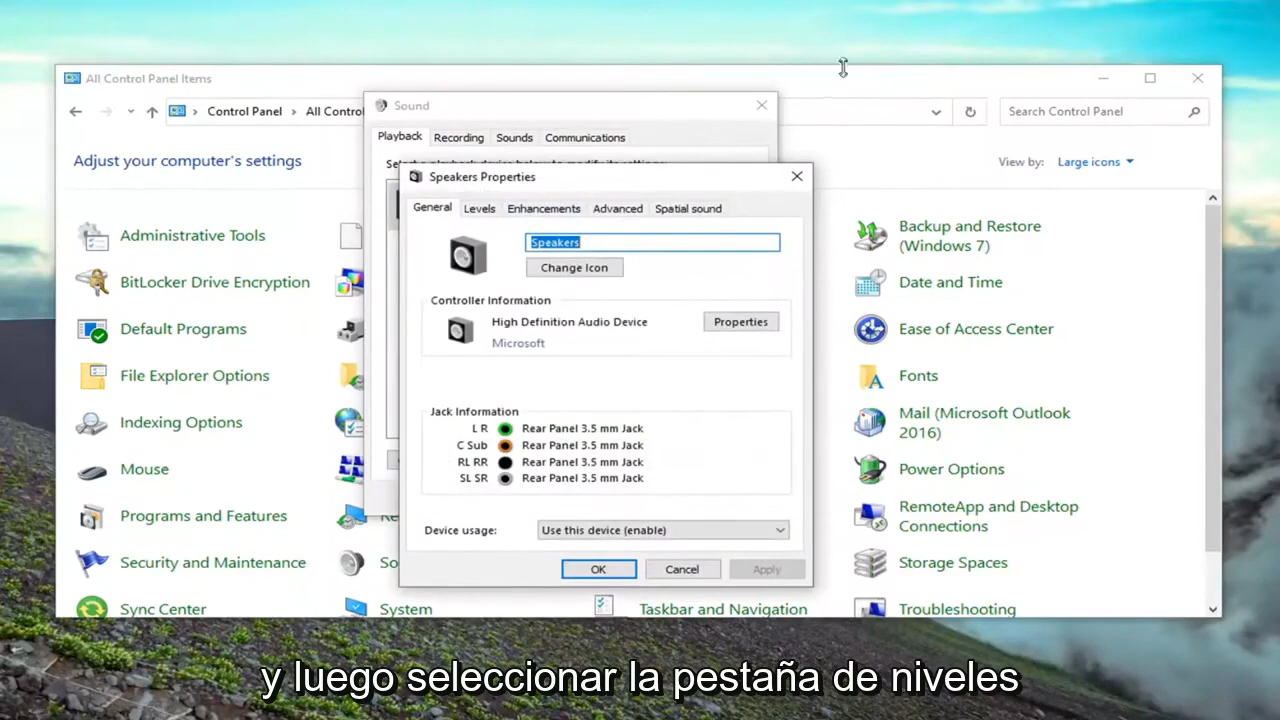 All Control Panel Items
Control Panel
All Contro
Search Control Panel
Adjust your computer's settings
View by: Large icons
Administrative Tools
BitLocker Drive Encryption
Default Programs
File Explorer Options
Indexing Options
Mouse
Programs and Features
Security and Maintenance
Sync Center
System
Taskbar and Navigation
Backup and Restore
(Windows 7)
Date and Time
Ease of Access Center
Fonts
Mail (Microsoft Outlook
2016)
Power Options
RemoteApp and Desktop
Connections
Storage Spaces
Troubleshooting
Sound
Playback Recording Sounds Communications
Speakers Properties
General Levels Enhancements Advanced Spatial sound
Speakers
Change Icon
Controller Information
High Definition Audio Device
Properties
Microsoft
Jack Information
L R Rear Panel 3.5 mm Jack
C Sub Rear Panel 3.5 mm Jack
RL RR Rear Panel 3.5 mm Jack
SL SR Rear Panel 3.5 mm Jack
Device usage: Use this device (enable)
OK Cancel Apply
y luego seleccionar la pestaña de niveles